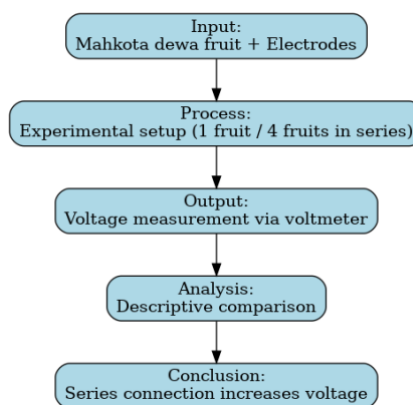 Input:
Mahkota dewa fruit + Electrodes
Process:
Experimental setup (1 fruit / 4 fruits in series)
Output:
Voltage measurement via voltmeter
Analysis:
Descriptive comparison
Conclusion:
Series connection increases voltage